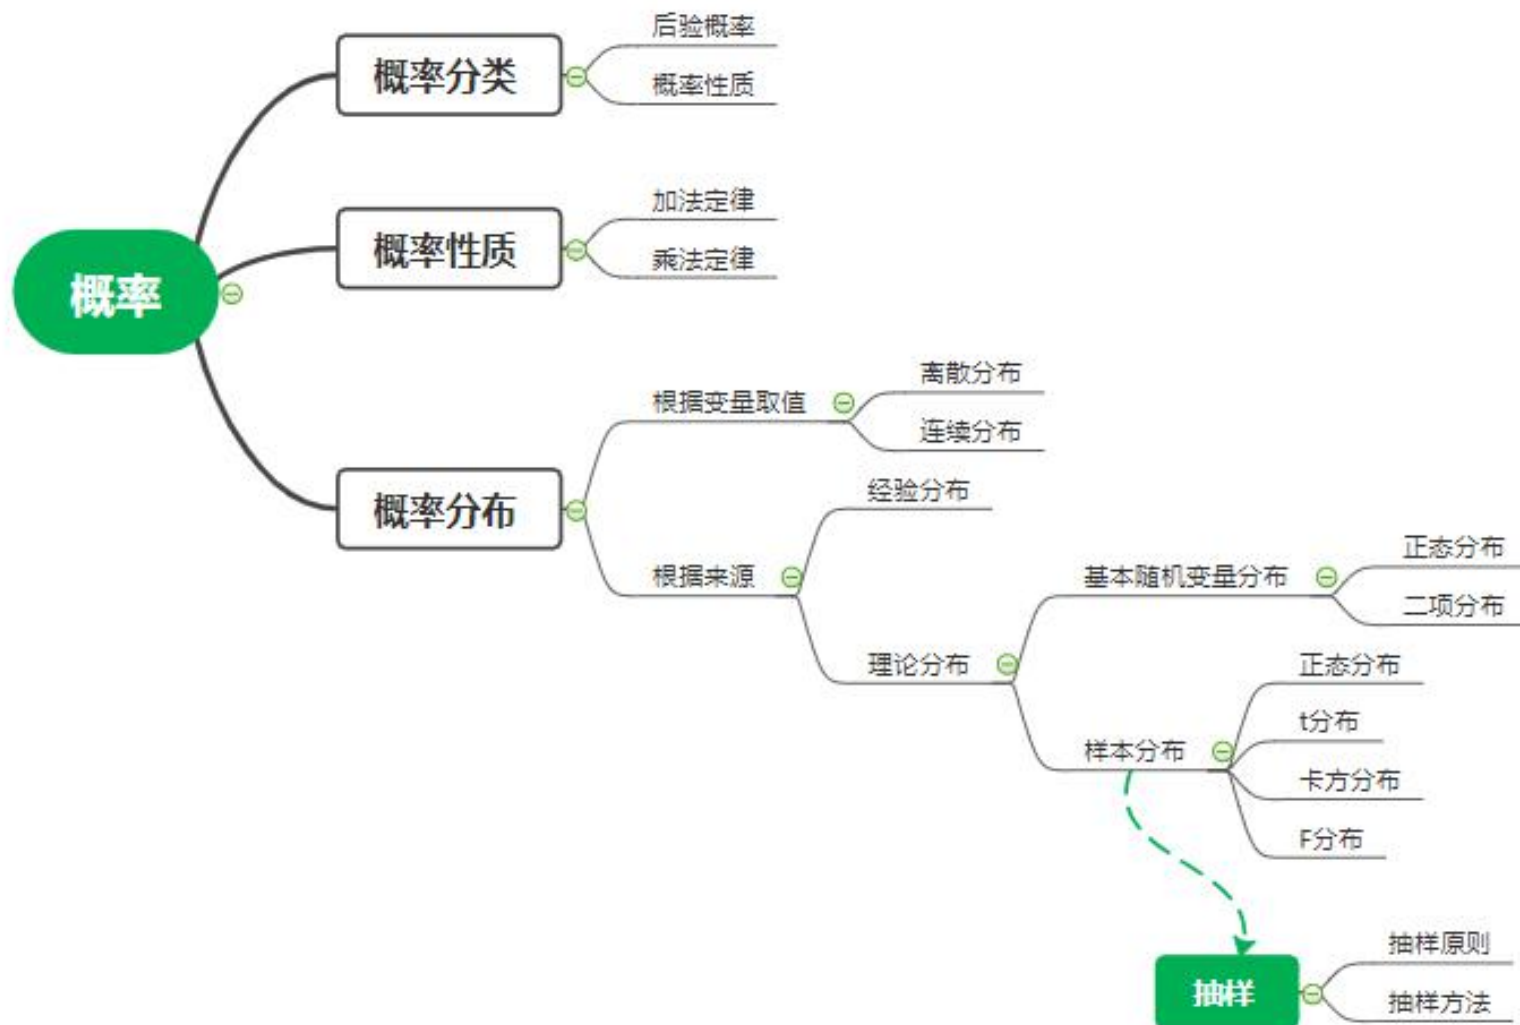 概率
概率分类
后验概率
概率性质
概率性质
加法定律
乘法定律
概率分布
根据变量取值
离散分布
连续分布
根据来源
经验分布
理论分布
基本随机变量分布
正态分布
二项分布
样本分布
正态分布
t分布
卡方分布
F分布
抽样
抽样原则
抽样方法